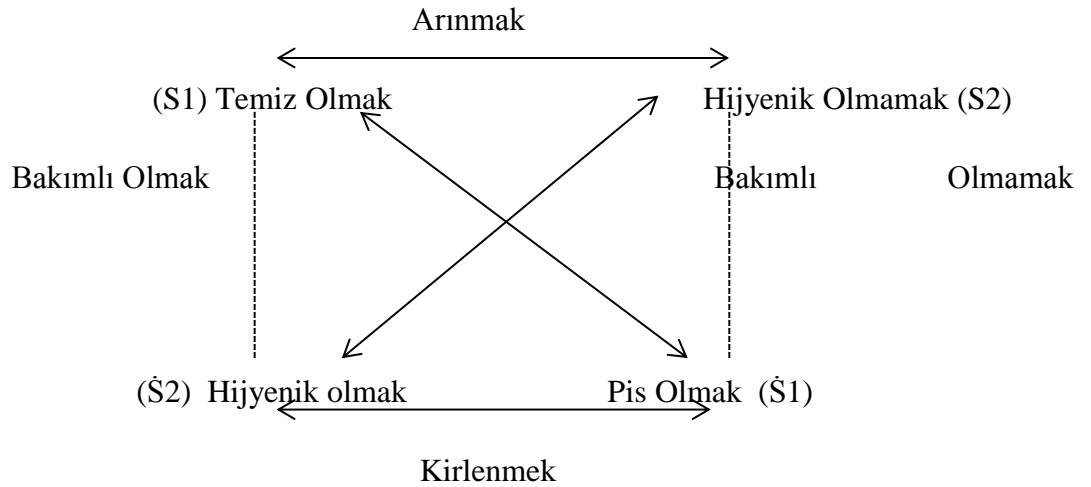 Arınmak
(S1) Temiz Olmak Hijyenik Olmamak (S2)
Bakımlı Olmak Bakımlı Olmamak
(Ṡ2) Hijyenik olmak Pis Olmak (Ṡ1)
Kirlenmek